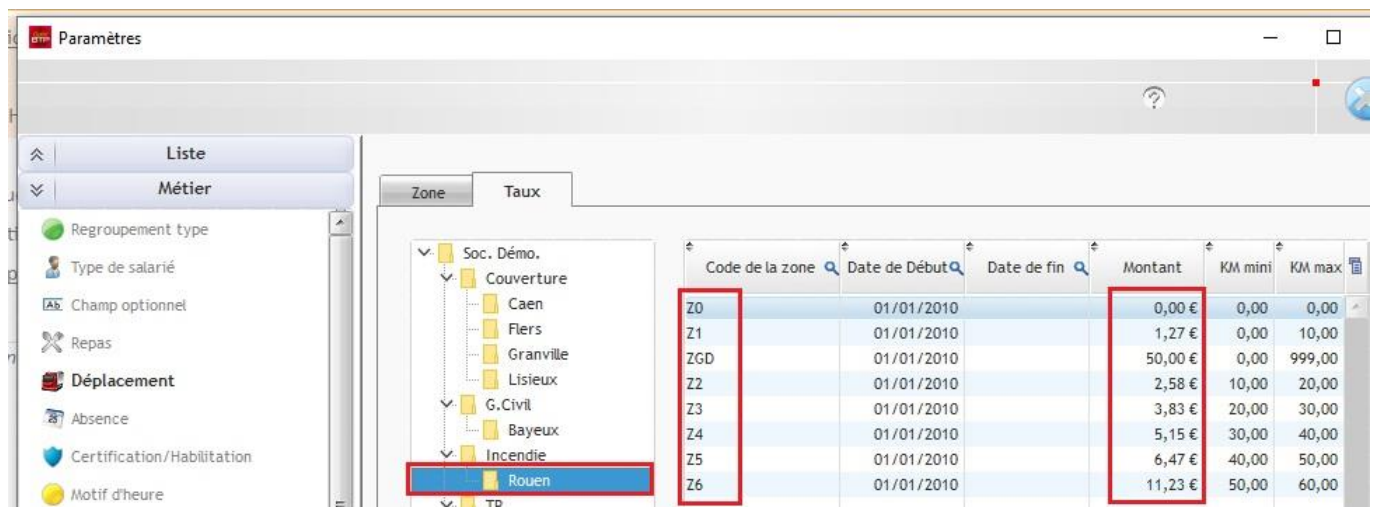 Paramètres
Liste
Métier
Regroupement type
Type de salarié
Champ optionnel
Repas
Déplacement
Absence
Certification/Habilitation
Motif d'heure
Zone Taux
Soc. Démo.
Couverture
Caen
Flers
Granville
Lisieux
G.Civil
Bayeux
Incendie
Rouen
TP
Code de la zone Date de Début Date de fin Montant KM mini KM max
Z0 01/01/2010 0,00 € 0,00 0,00
Z1 01/01/2010 1,27 € 0,00 10,00
ZGD 01/01/2010 50,00 € 0,00 999,00
Z2 01/01/2010 2,58 € 10,00 20,00
Z3 01/01/2010 3,83 € 20,00 30,00
Z4 01/01/2010 5,15 € 30,00 40,00
Z5 01/01/2010 6,47 € 40,00 50,00
Z6 01/01/2010 11,23 € 50,00 60,00